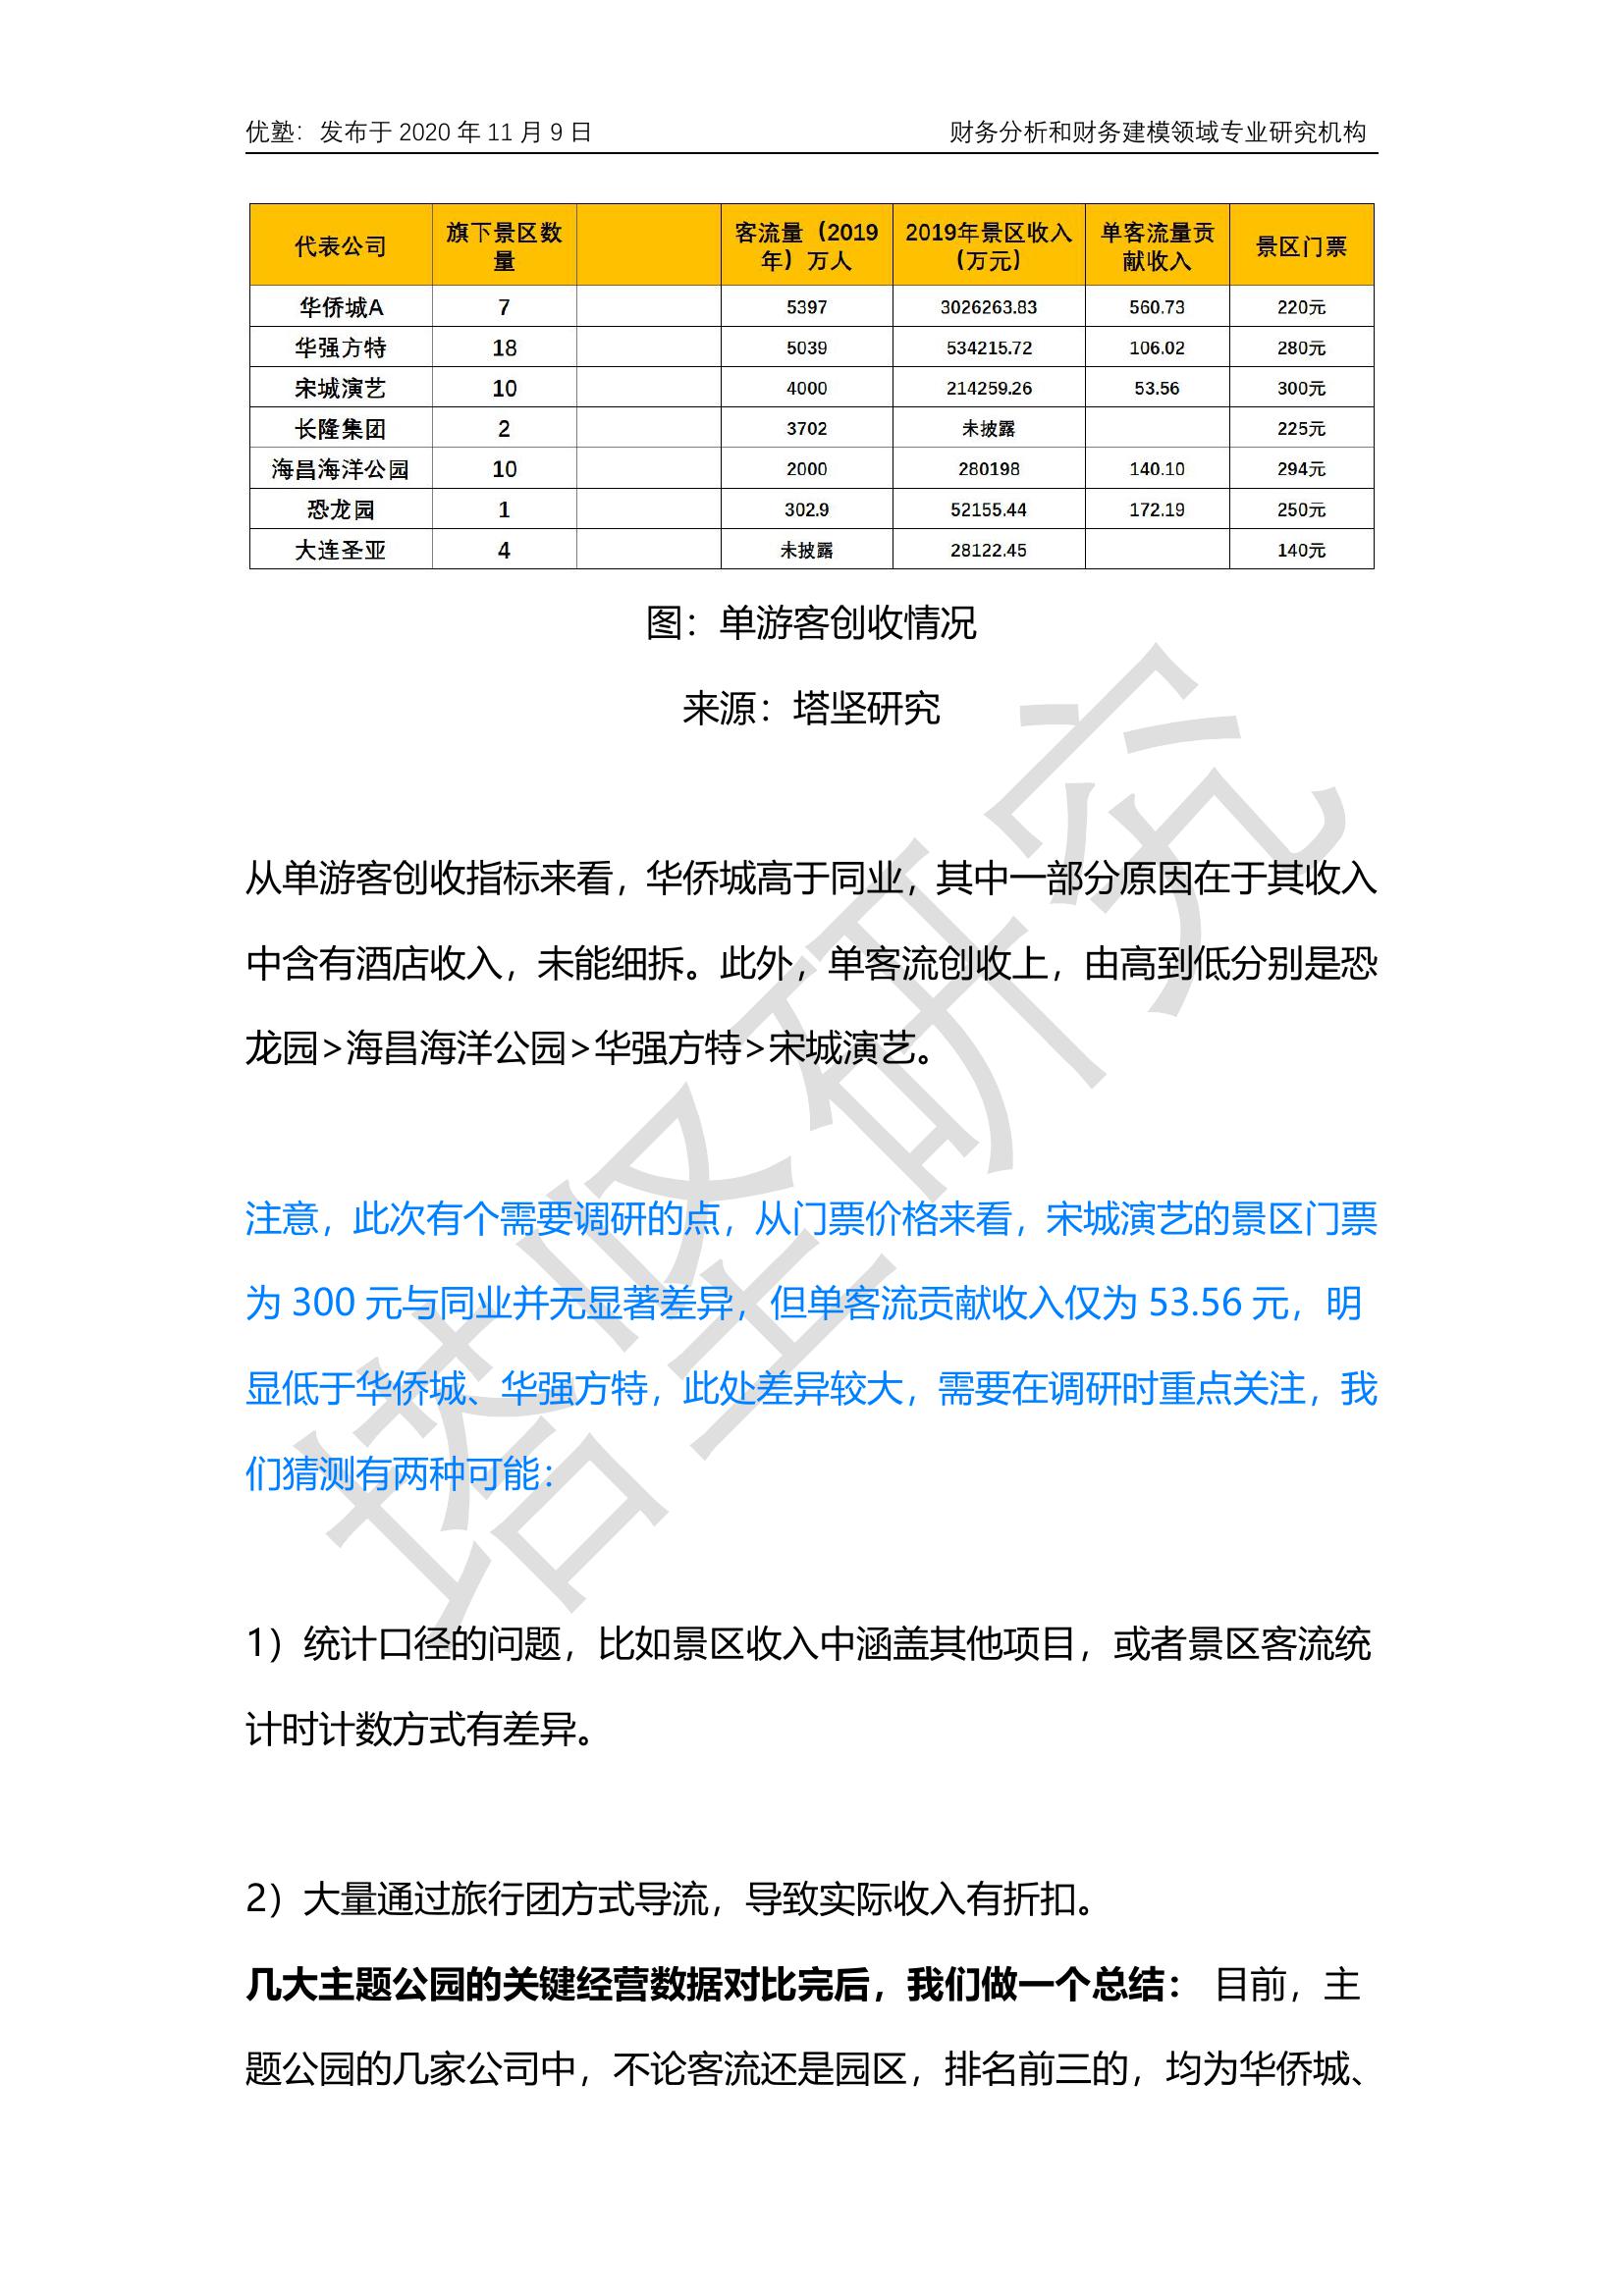 优塾：发布于 2020 年 11 月 9 日 财务分析和财务建模领域专业研究机构
代表公司 旗下景区数量 客流量（2019年）万人 2019年景区收入（万元） 单客流量贡献收入 景区门票
华侨城A 7 5397 3026263.83 560.73 220元
华强方特 18 5039 534215.72 106.02 280元
宋城演艺 10 4000 214259.26 53.56 300元
长隆集团 2 3702 未披露 225元
海昌海洋公园 10 2000 280198 140.10 294元
恐龙园 1 302.9 52155.44 172.19 250元
大连圣亚 4 未披露 28122.45 140元
图：单游客创收情况
来源：塔坚研究
从单游客创收指标来看，华侨城高于同业，其中一部分原因在于其收入
中含有酒店收入，未能细拆。此外，单客流创收上，由高到低分别是恐
龙园>海昌海洋公园>华强方特>宋城演艺。
注意，此次有个需要调研的点，从门票价格来看，宋城演艺的景区门票
为 300 元与同业并无显著差异，但单客流贡献收入仅为 53.56 元，明
显低于华侨城、华强方特，此处差异较大，需要在调研时重点关注，我
们猜测有两种可能：
1）统计口径的问题，比如景区收入中涵盖其他项目，或者景区客流统
计时计数方式有差异。
2）大量通过旅行团方式导流，导致实际收入有折扣。
几大主题公园的关键经营数据对比完后，我们做一个总结： 目前，主
题公园的几家公司中，不论客流还是园区，排名前三的，均为华侨城、
塔坚研究